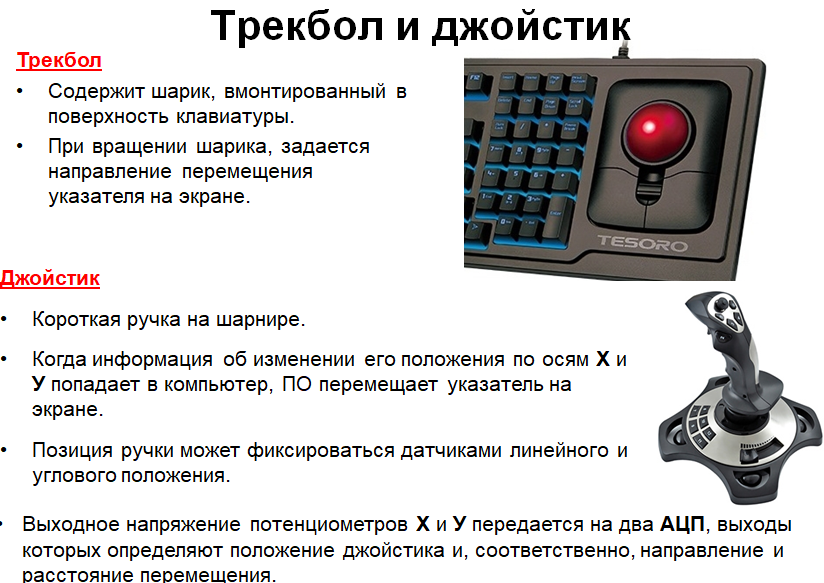 Трекбол и джойстик
Трекбол
• Содержит шарик, вмонтированный в
поверхность клавиатуры.
• При вращении шарика, задается
направление перемещения
указателя на экране.
TESORO
Джойстик
• Короткая ручка на шарнире.
• Когда информация об изменении его положения по осям X и
У попадает в компьютер, ПО перемещает указатель на
экране.
• Позиция ручки может фиксироваться датчиками линейного и
углового положения.
• Выходное напряжение потенциометров X и У передается на два АЦП, выходы
которых определяют положение джойстика и, соответственно, направление и
расстояние перемещения.